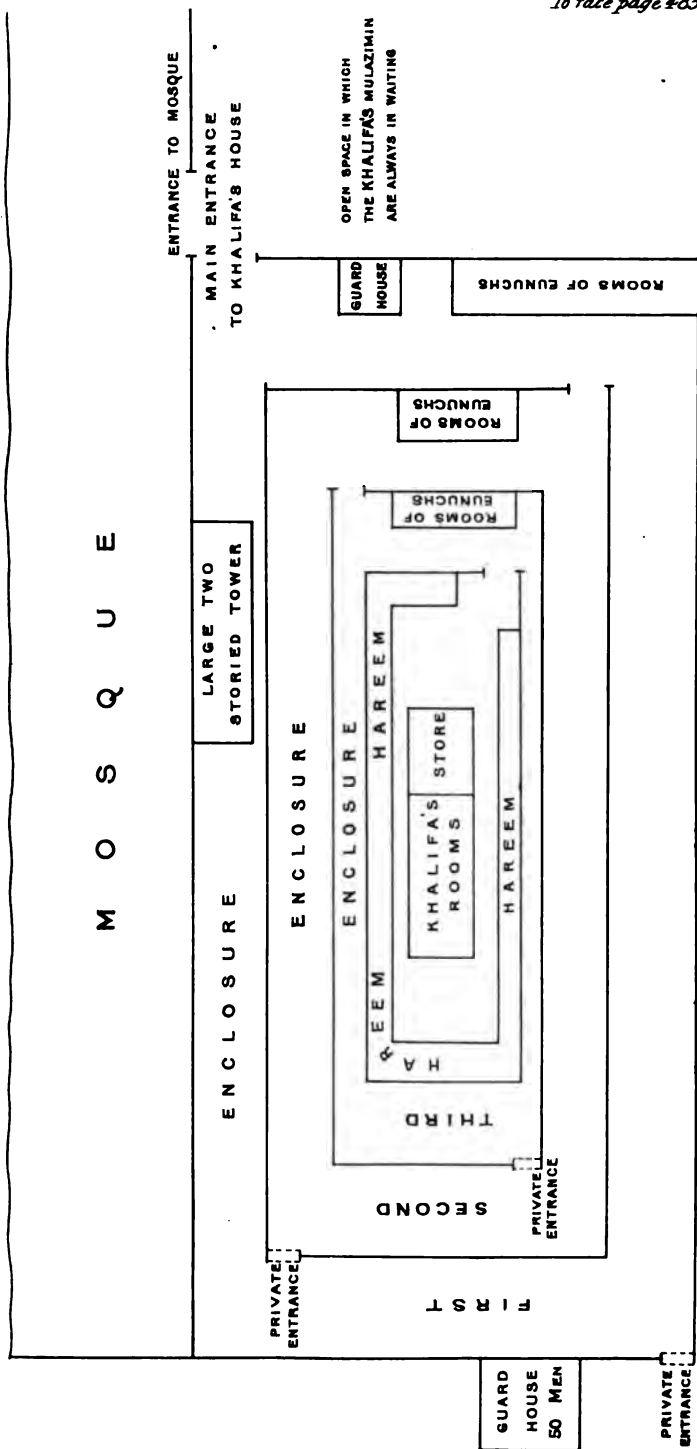 To face page 485
MOSQUE
ENTRANCE TO MOSQUE
MAIN ENTRANCE
TO KHALIFA'S HOUSE
OPEN SPACE IN WHICH
THE KHALIFA'S MULAZIMIN
ARE ALWAYS IN WAITING
GUARD
HOUSE
ROOMS OF EUNUCHS
LARGE TWO
STORIED TOWER
FIRST ENCLOSURE
ROOMS OF
EUNUCHS
SECOND ENCLOSURE
ROOMS OF
EUNUCHS
THIRD ENCLOSURE
HAREEM
HAREEM
KHALIFA'S
ROOMS
STORE
HAREEM
PRIVATE
ENTRANCE
PRIVATE
ENTRANCE
GUARD
HOUSE
50 MEN
PRIVATE
ENTRANCE